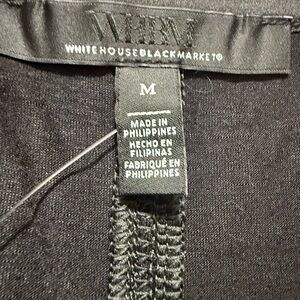 WHBM
WHITEHOUSEBLACKMARKET®
M
MADE IN
PHILIPPINES
HECHO EN
FILIPINAS
FABRIQUÉ EN
PHILIPPINES